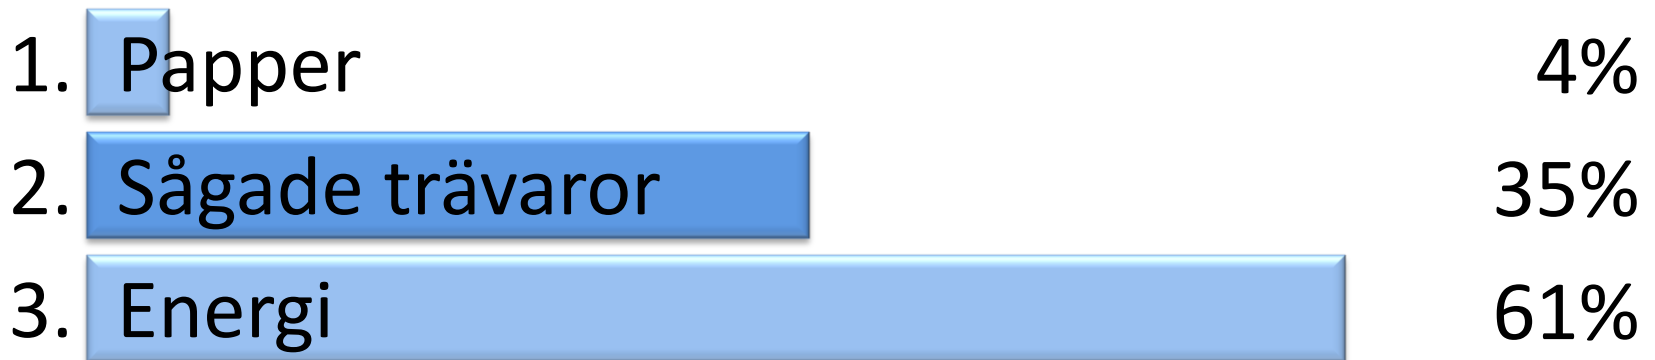 1. Papper 4%
2. Sågade trävaror 35%
3. Energi 61%